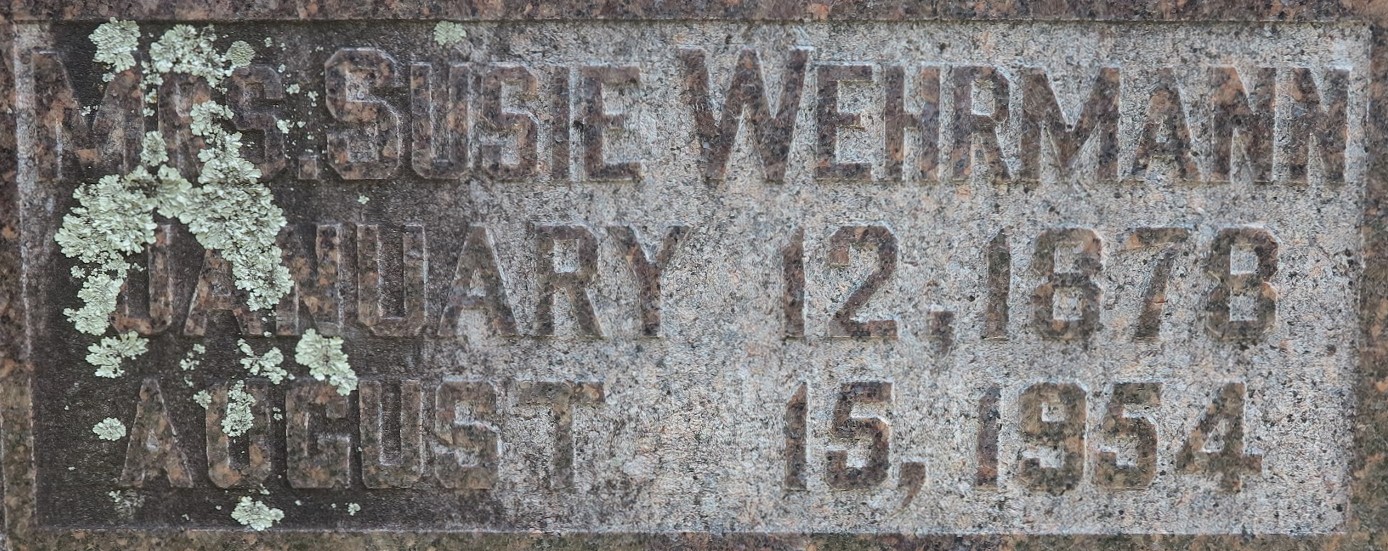 MRS. SUSIE WEHRMANN
JANUARY 12, 1878
AUGUST 15, 1954